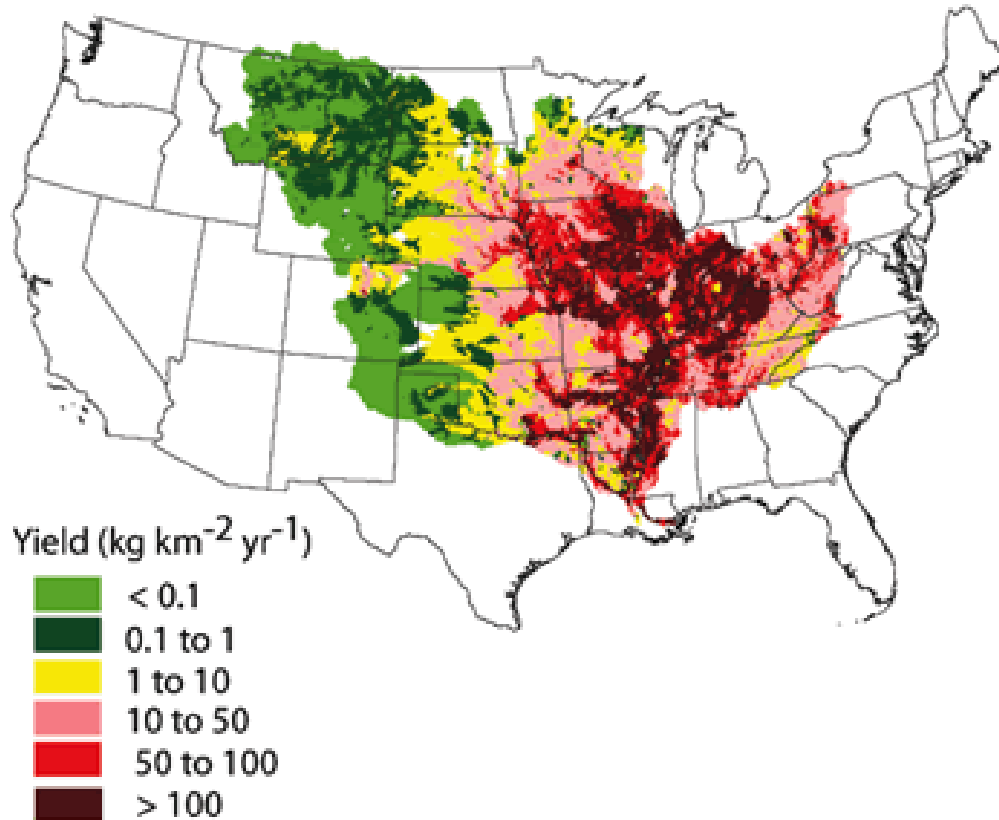 Yield (kg km⁻² yr⁻¹)
< 0.1
0.1 to 1
1 to 10
10 to 50
50 to 100
> 100